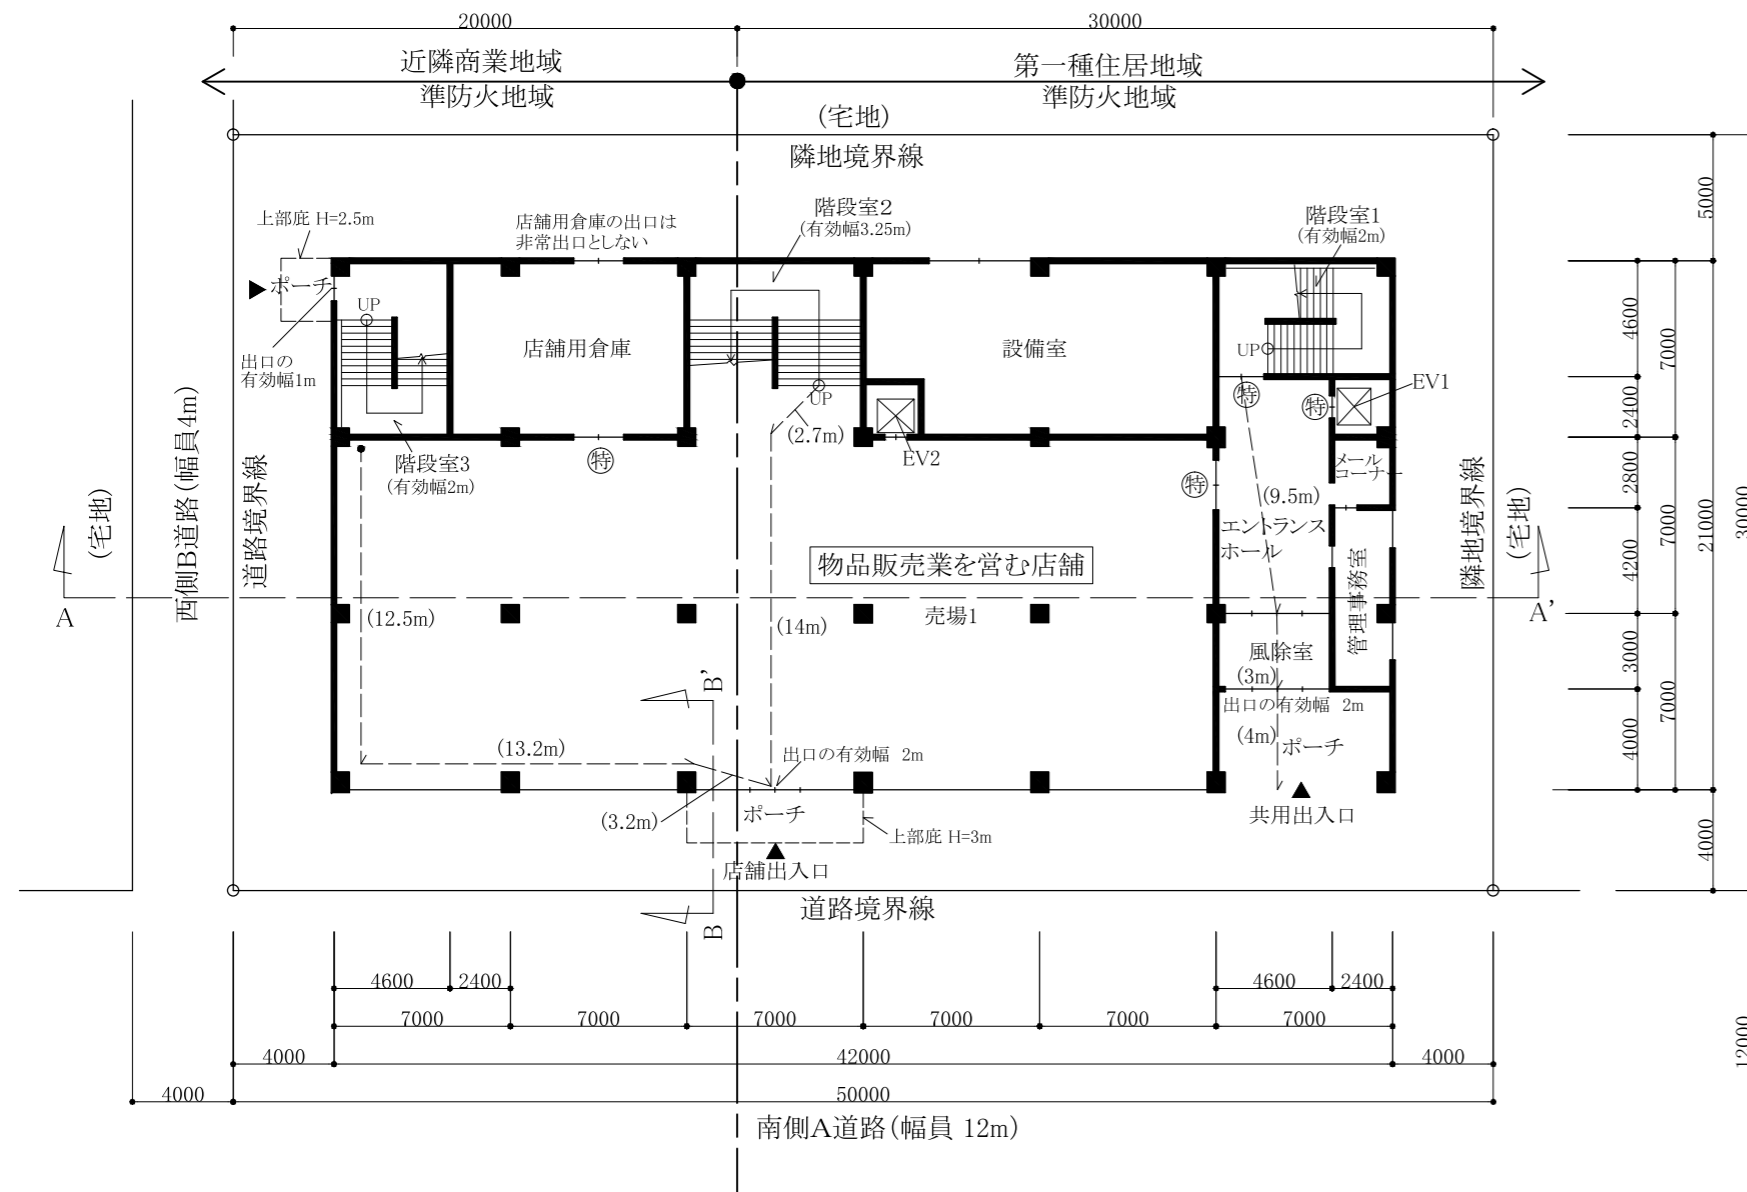 20000
30000
近隣商業地域
準防火地域
第一種住居地域
準防火地域
(宅地)
隣地境界線
上部庇 H=2.5m
店舗用倉庫の出口は
非常出口としない
階段室2
(有効幅3.25m)
階段室1
(有効幅2m)
ポーチ
UP
出口の
有効幅1m
店舗用倉庫
設備室
UP
UP
EV1
特
特
(2.7m)
EV2
階段室3
(有効幅2m)
特
特
メール
コーナー
(9.5m)
エントランス
ホール
(宅地)
西側B道路(幅員4m)
道路境界線
物品販売業を営む店舗
売場1
管理事務室
隣地境界線
(宅地)
A
A'
(12.5m)
(14m)
風除室
(3m)
出口の有効幅 2m
(4m)
ポーチ
B'
(13.2m)
出口の有効幅 2m
(3.2m)
ポーチ
上部庇 H=3m
店舗出入口
共用出入口
道路境界線
B
5000
4600
2400
2800
4200
3000
4000
7000
7000
7000
21000
4000
30000
12000
4600
2400
4600
2400
7000
7000
7000
7000
7000
7000
4000
42000
4000
4000
50000
南側A道路(幅員 12m)